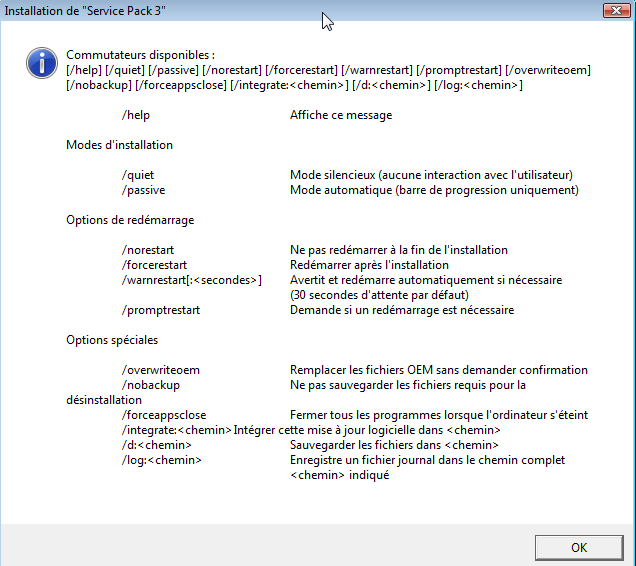 Installation de "Service Pack 3"
Commutateurs disponibles :
[/help] [/quiet] [/passive] [/norestart] [/forcerestart] [/warnrestart] [/promptrestart] [/overwriteoem]
[/nobackup] [/forceappsclose] [/integrate:<chemin>] [/d:<chemin>] [/log:<chemin>]
/help Affiche ce message
Modes d'installation
/quiet Mode silencieux (aucune interaction avec l'utilisateur)
/passive Mode automatique (barre de progression uniquement)
Options de redémarrage
/norestart Ne pas redémarrer à la fin de l'installation
/forcerestart Redémarrer après l'installation
/warnrestart[:<secondes>] Avertit et redémarre automatiquement si nécessaire
(30 secondes d'attente par défaut)
/promptrestart Demande si un redémarrage est nécessaire
Options spéciales
/overwriteoem Remplacer les fichiers OEM sans demander confirmation
/nobackup Ne pas sauvegarder les fichiers requis pour la
désinstallation
/forceappsclose Fermer tous les programmes lorsque l'ordinateur s'éteint
/integrate:<chemin>Intégrer cette mise à jour logicielle dans <chemin>
/d:<chemin> Sauvegarder les fichiers dans <chemin>
/log:<chemin> Enregistre un fichier journal dans le chemin complet
<chemin> indiqué
OK